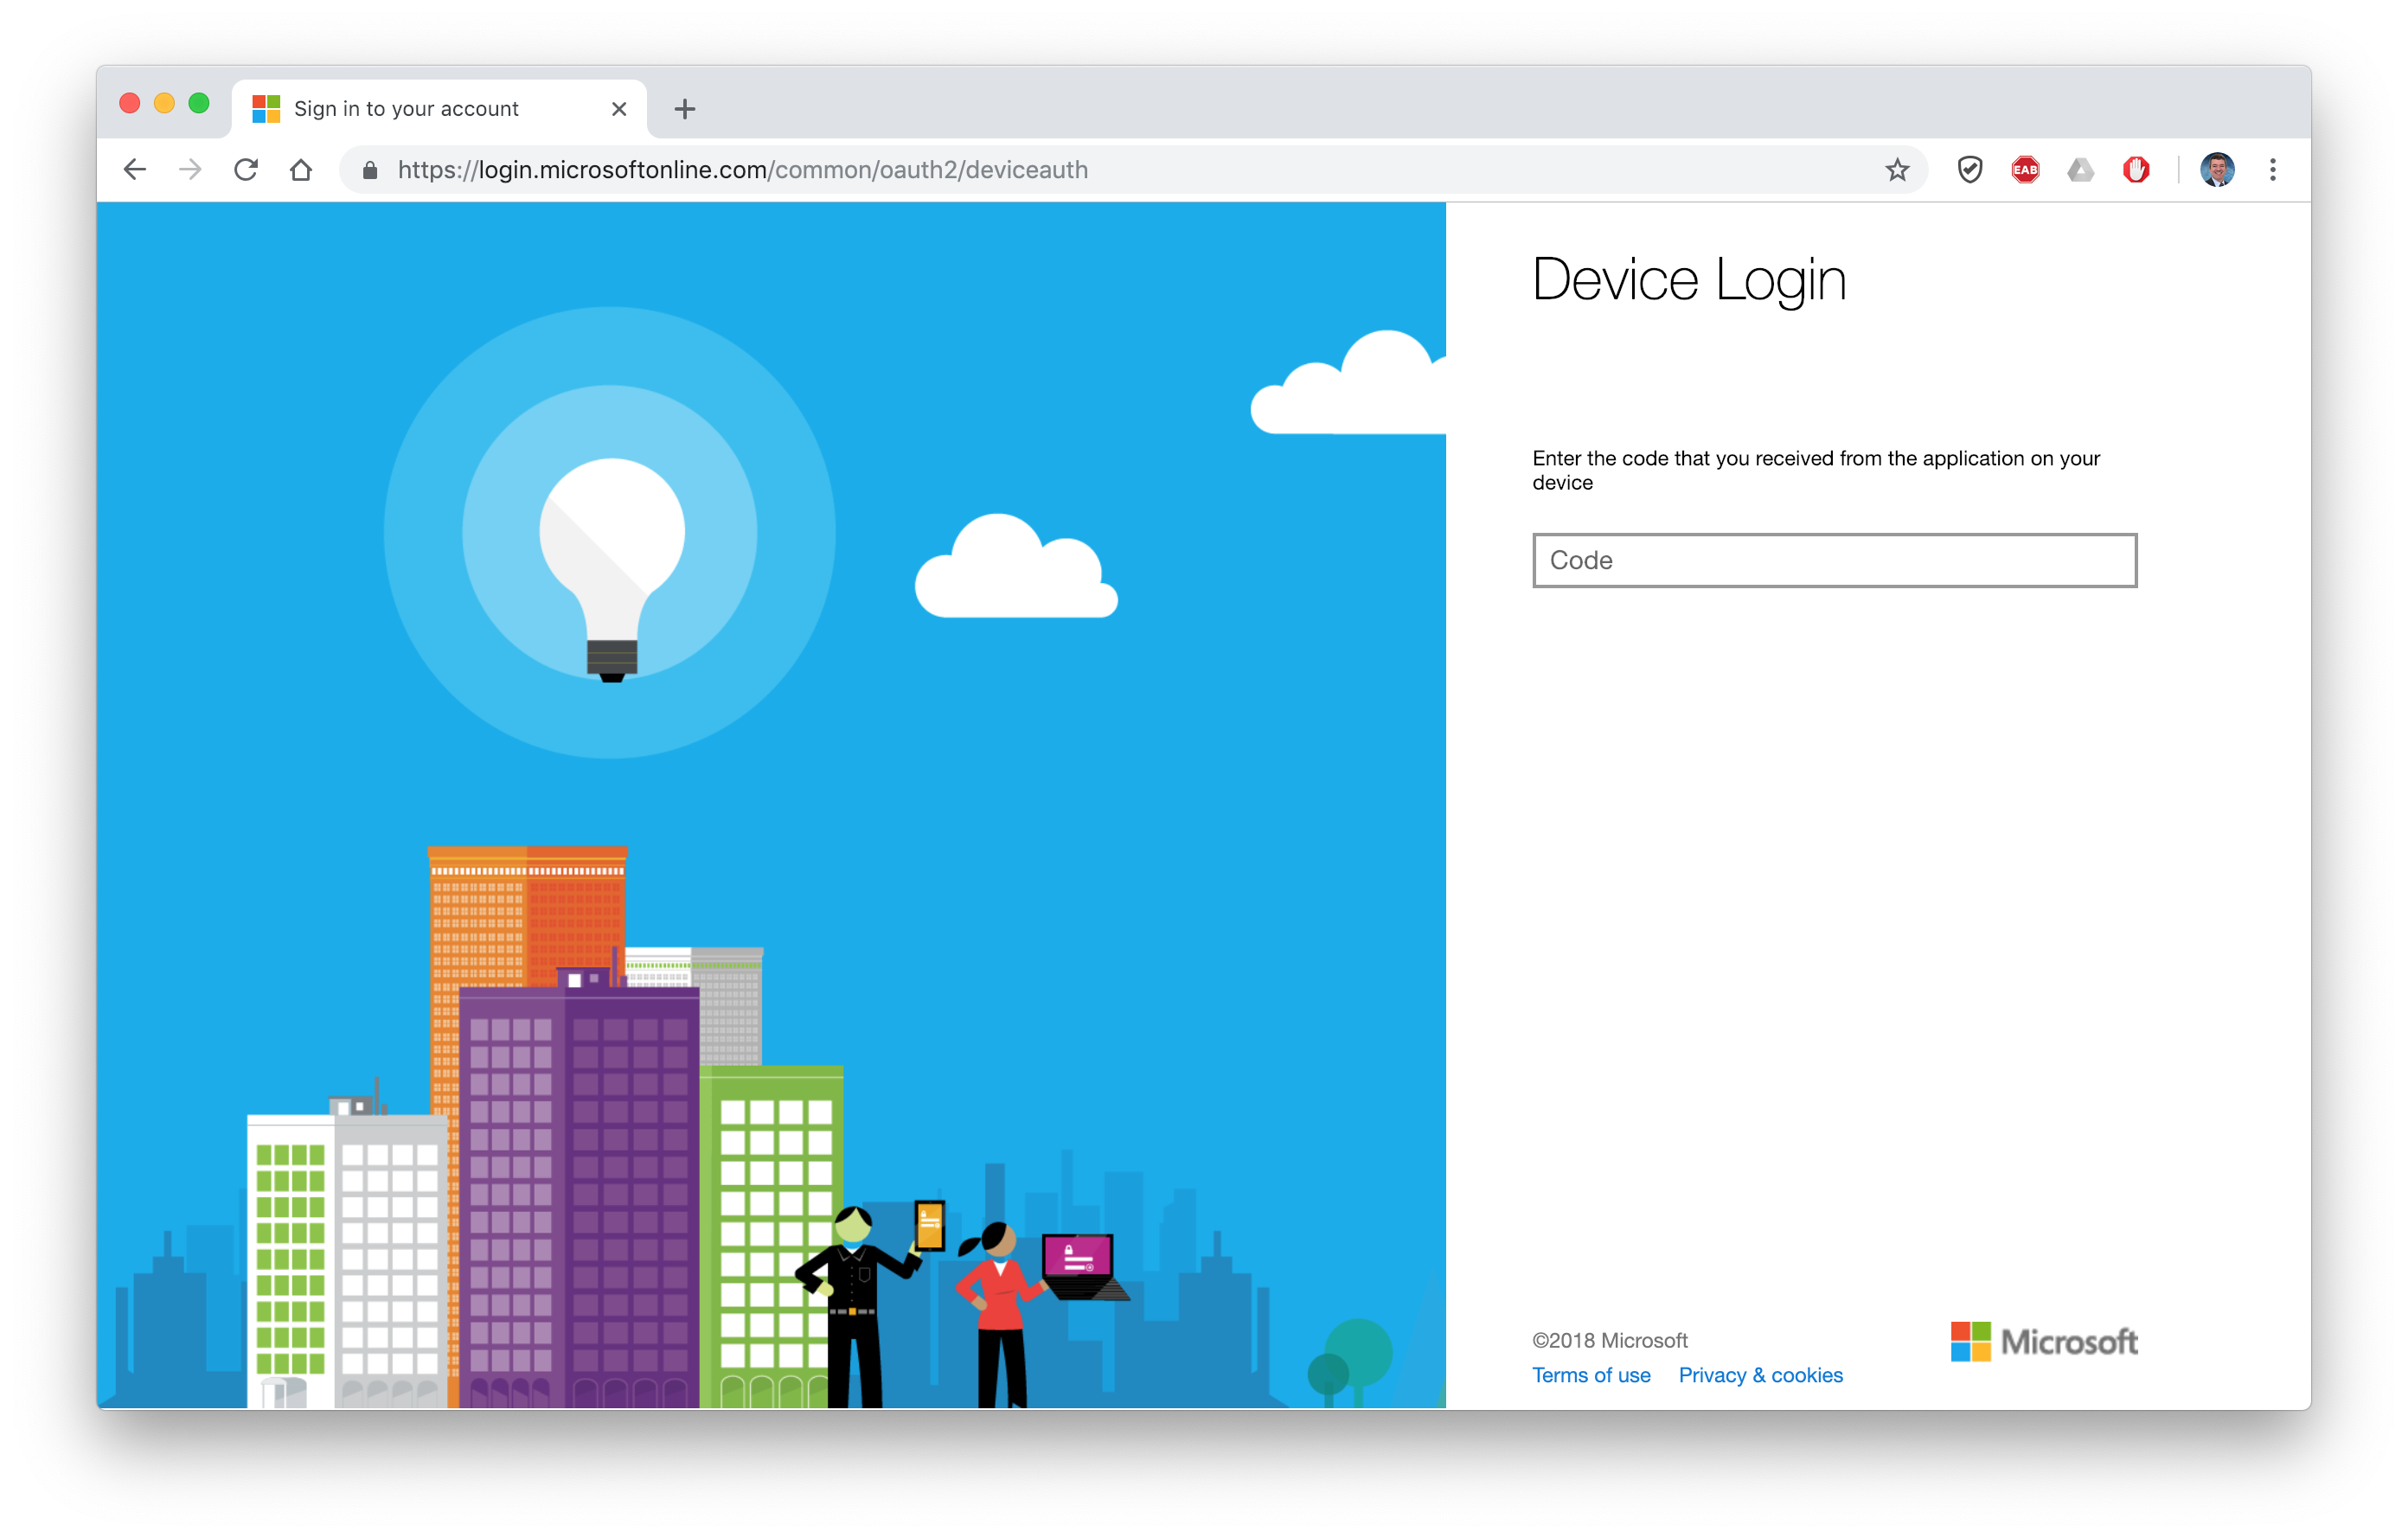 Sign in to your account
https://login.microsoftonline.com/common/oauth2/deviceauth
EAB
Device Login
Enter the code that you received from the application on your
device
Code
©2018 Microsoft
Terms of use Privacy & cookies
Microsoft